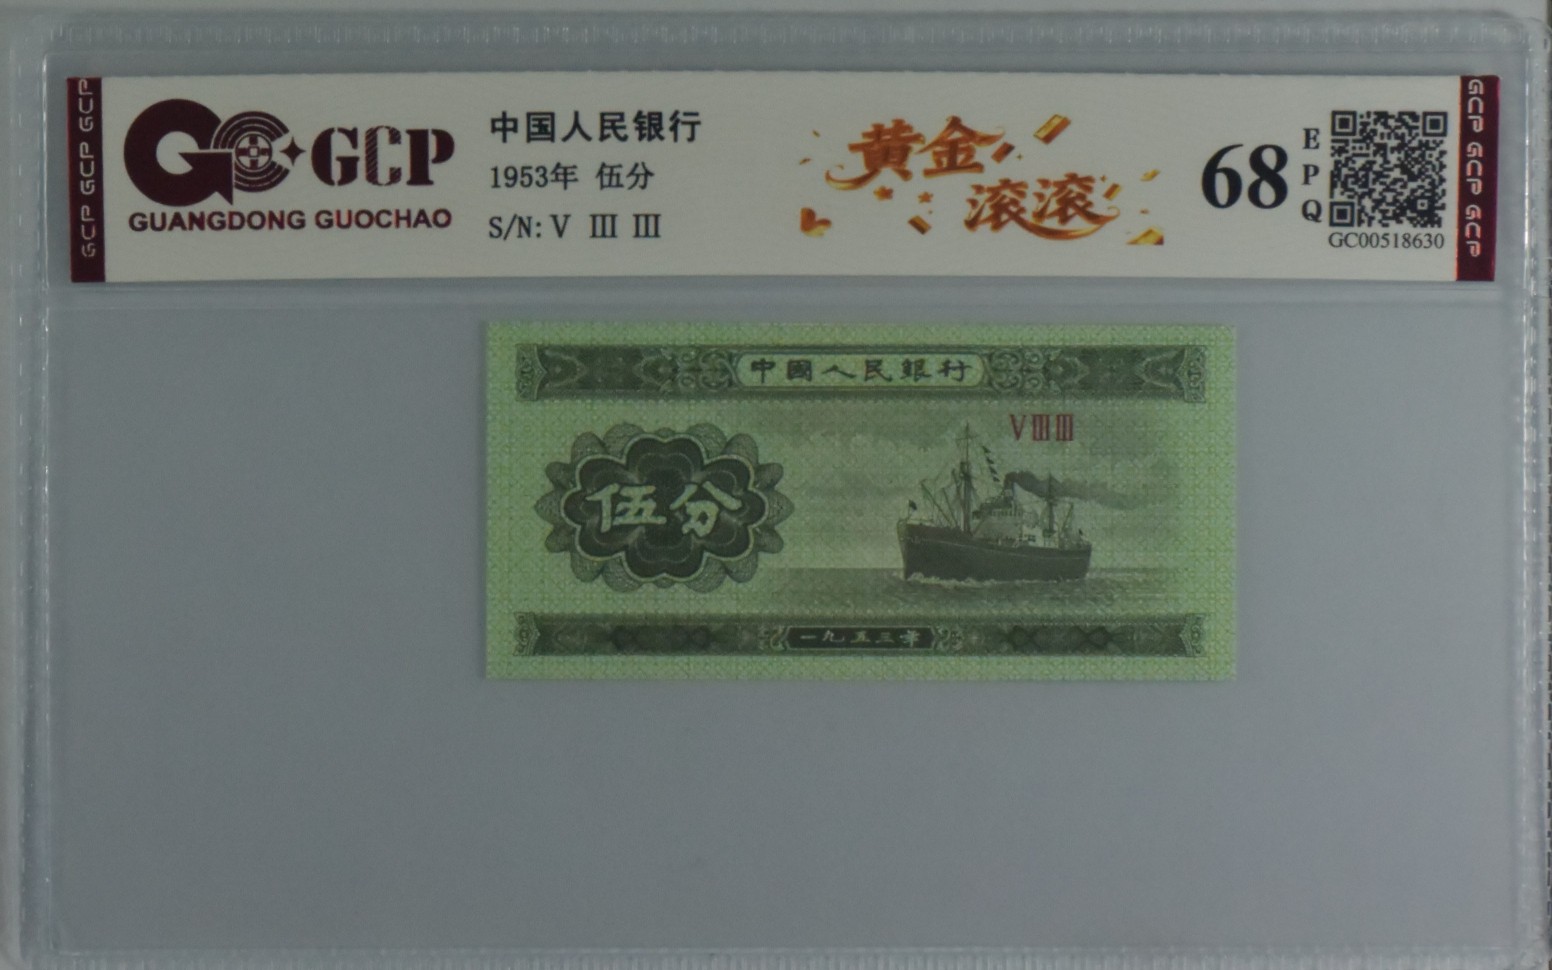 GCP GCP GCP
GCP
GUANGDONG GUOCHAO
中国人民银行
1953年 伍分
S/N: V Ⅲ Ⅲ
黄金
滚滚
68
E
P
Q
GC00518630
GCP GCP GCP
中國人民銀行
VⅢⅢ
伍分
一九五三年